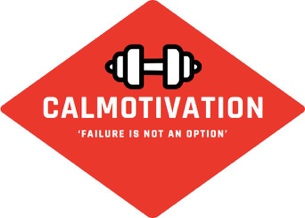 CALMOTIVATION
'FAILURE IS NOT AN OPTION'